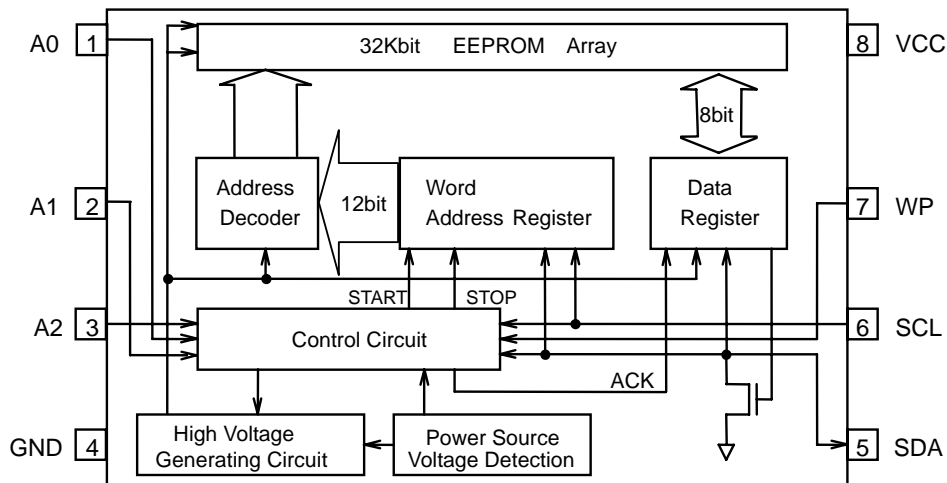 A0 1
32Kbit EEPROM Array
8 VCC
8bit
A1 2
Address
Decoder
12bit
Word
Address Register
Data
Register
7 WP
START
STOP
A2 3
Control Circuit
6 SCL
ACK
GND 4
High Voltage
Generating Circuit
Power Source
Voltage Detection
5 SDA